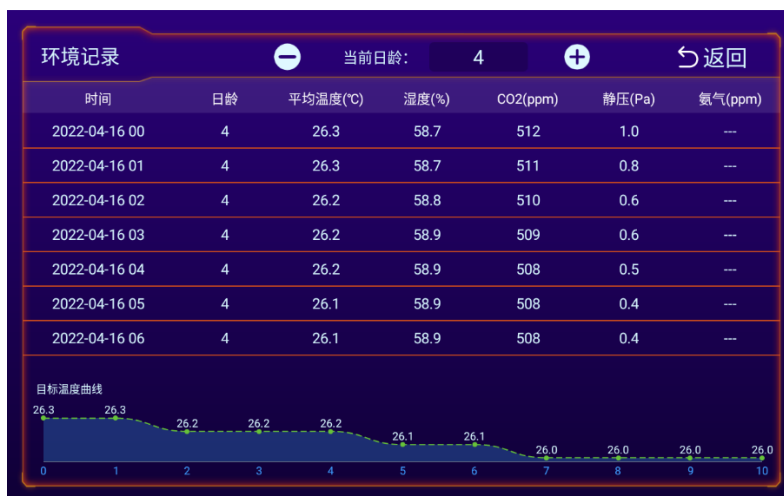 环境记录 当前日龄： 4 返回
时间 日龄 平均温度(℃) 湿度(%) CO2(ppm) 静压(Pa) 氨气(ppm)
2022-04-16 00 4 26.3 58.7 512 1.0 ---
2022-04-16 01 4 26.3 58.7 511 0.8 ---
2022-04-16 02 4 26.2 58.8 510 0.6 ---
2022-04-16 03 4 26.2 58.9 509 0.6 ---
2022-04-16 04 4 26.2 58.9 508 0.5 ---
2022-04-16 05 4 26.1 58.9 508 0.4 ---
2022-04-16 06 4 26.1 58.9 508 0.4 ---
目标温度曲线
26.3 26.3 26.2 26.2 26.2 26.1 26.1 26.0 26.0 26.0 26.0
0 1 2 3 4 5 6 7 8 9 10